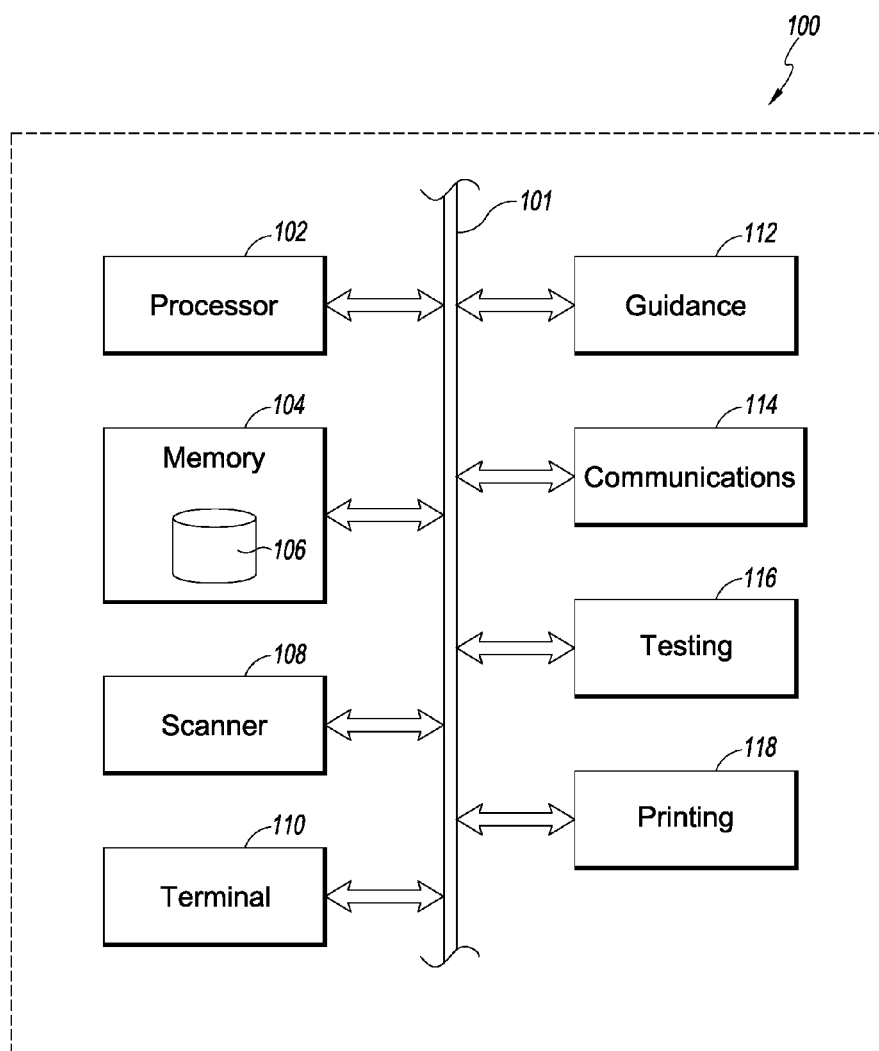 100
101
102
Processor
112
Guidance
104
Memory
106
114
Communications
108
Scanner
116
Testing
110
Terminal
118
Printing